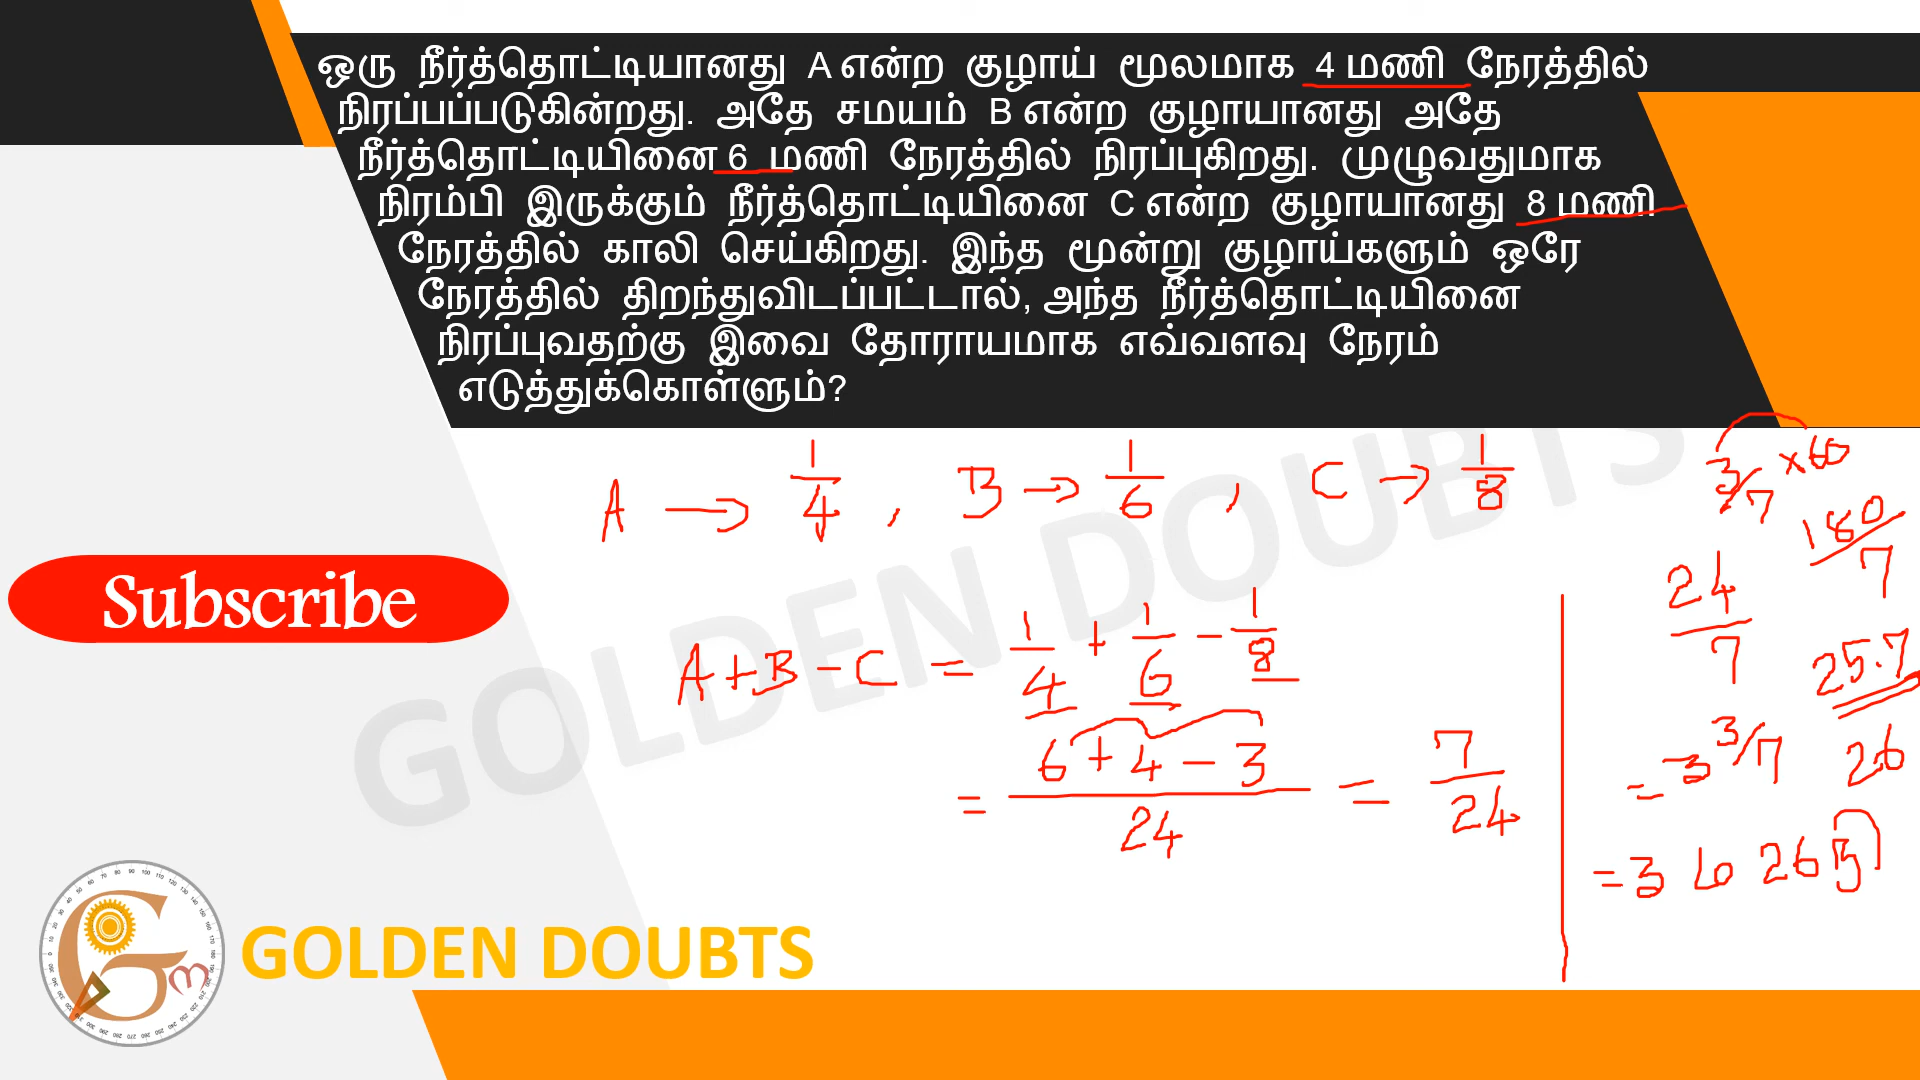 ஒரு நீர்த்தொட்டியானது A என்ற குழாய் மூலமாக 4 மணி நேரத்தில்
நிரப்பப்படுகின்றது. அதே சமயம் B என்ற குழாயானது அதே
நீர்த்தொட்டியினை 6 மணி நேரத்தில் நிரப்புகிறது. முழுவதுமாக
நிரம்பி இருக்கும் நீர்த்தொட்டியினை C என்ற குழாயானது 8 மணி
நேரத்தில் காலி செய்கிறது. இந்த மூன்று குழாய்களும் ஒரே
நேரத்தில் திறந்துவிடப்பட்டால், அந்த நீர்த்தொட்டியினை
நிரப்புவதற்கு இவை தோராயமாக எவ்வளவு நேரம்
எடுத்துக்கொள்ளும்?
A → 1/4 , B → 1/6 , C → 1/8
A+B-C = 1/4 + 1/6 - 1/8
= 6+4-3/24 = 7/24
3/7 ×60
180/7
24/7
25.7
= 3 3/7
26
= 3 ம 26 நி
Subscribe
GOLDEN DOUBTS
GOLDEN DOUBTS